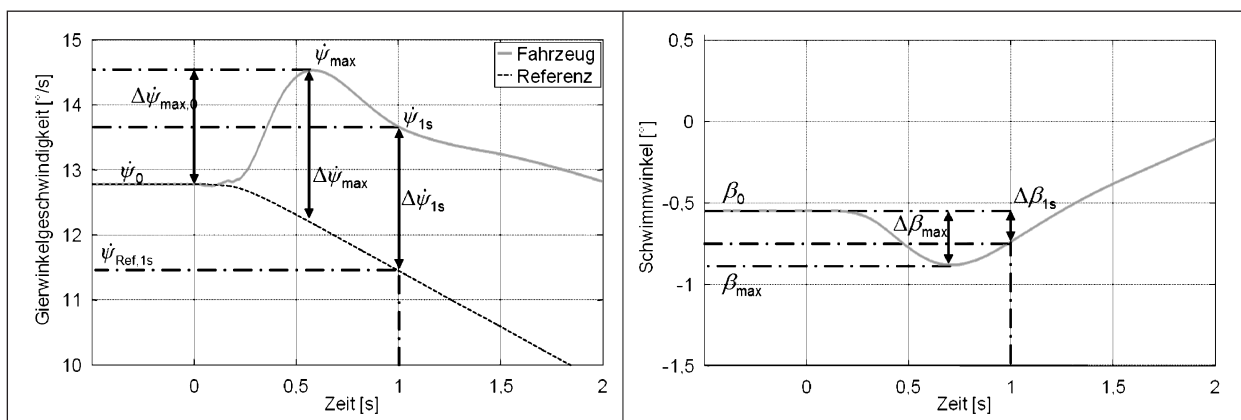 Gierwinkelgeschwindigkeit [°/s]
15
14
13
12
11
10
ψ̇max
Fahrzeug
Referenz
Δψ̇max,0
ψ̇1s
ψ̇0
Δψ̇max
Δψ̇1s
ψ̇Ref,1s
0
0,5
1
1,5
2
Zeit [s]
Schwimmwinkel [°]
0,5
0
-0,5
-1
-1,5
β0
Δβ1s
Δβmax
βmax
0
0,5
1
1,5
2
Zeit [s]